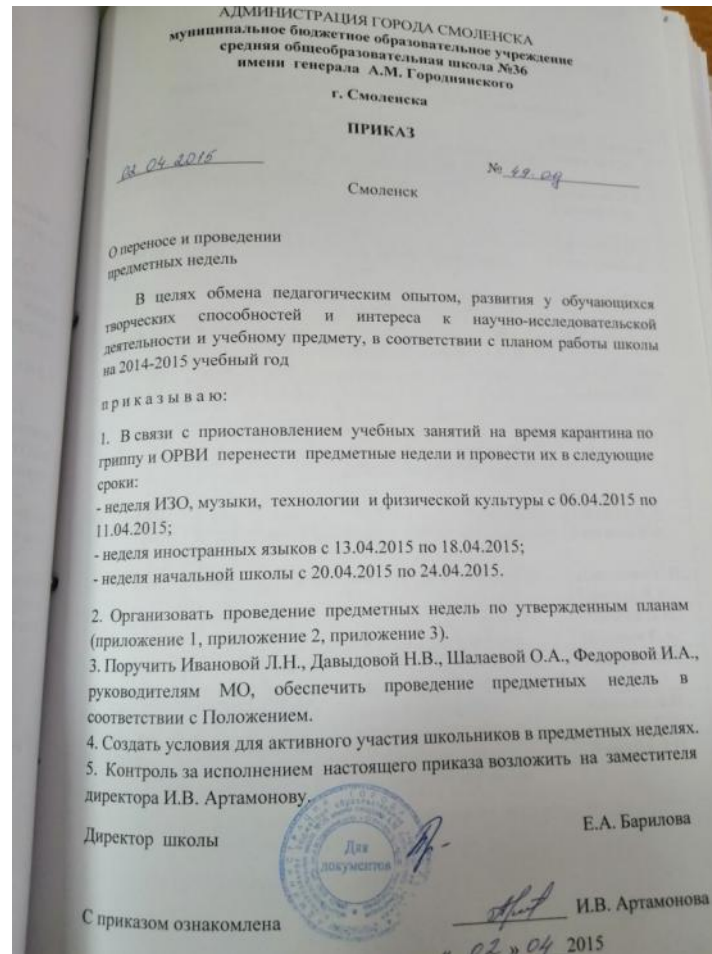 АДМИНИСТРАЦИЯ ГОРОДА СМОЛЕНСКА
муниципальное бюджетное образовательное учреждение
средняя общеобразовательная школа №36
имени генерала А.М. Городнянского
г. Смоленска
ПРИКАЗ
02 04 2015
№ 49-од
Смоленск
О переносе и проведении
предметных недель
В целях обмена педагогическим опытом, развития у обучающихся
творческих способностей и интереса к научно-исследовательской
деятельности и учебному предмету, в соответствии с планом работы школы
на 2014-2015 учебный год
п р и к а з ы в а ю:
1. В связи с приостановлением учебных занятий на время карантина по
гриппу и ОРВИ перенести предметные недели и провести их в следующие
сроки:
- неделя ИЗО, музыки, технологии и физической культуры с 06.04.2015 по
11.04.2015;
- неделя иностранных языков с 13.04.2015 по 18.04.2015;
- неделя начальной школы с 20.04.2015 по 24.04.2015.
2. Организовать проведение предметных недель по утвержденным планам
(приложение 1, приложение 2, приложение 3).
3. Поручить Ивановой Л.Н., Давыдовой Н.В., Шалаевой О.А., Федоровой И.А.,
руководителям МО, обеспечить проведение предметных недель в
соответствии с Положением.
4. Создать условия для активного участия школьников в предметных неделях.
5. Контроль за исполнением настоящего приказа возложить на заместителя
директора И.В. Артамонову.
Директор школы
Е.А. Барилова
Для
документов
С приказом ознакомлена
И.В. Артамонова
« 02 » 04 2015